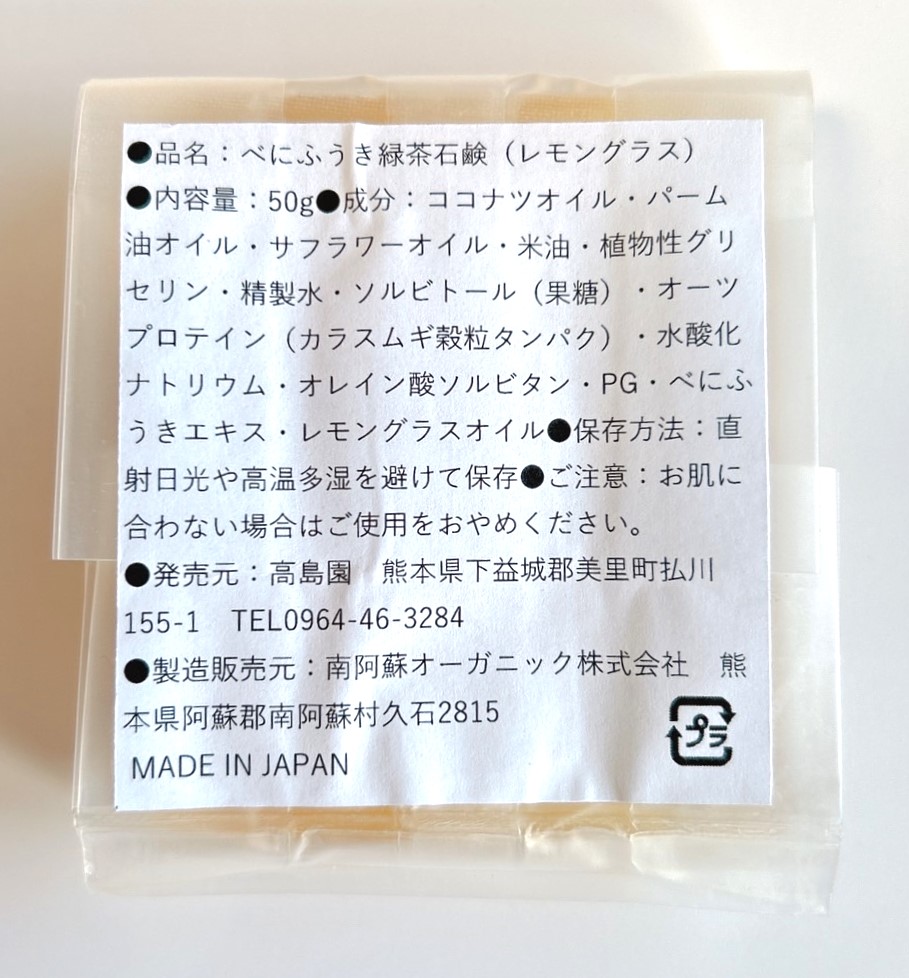 ●品名：べにふうき緑茶石鹸（レモングラス）
●内容量：50g●成分：ココナツオイル・パーム
油オイル・サフラワーオイル・米油・植物性グリ
セリン・精製水・ソルビトール（果糖）・オーツ
プロテイン（カラスムギ穀粒タンパク）・水酸化
ナトリウム・オレイン酸ソルビタン・PG・べにふ
うきエキス・レモングラスオイル●保存方法：直
射日光や高温多湿を避けて保存●ご注意：お肌に
合わない場合はご使用をおやめください。
●発売元：高島園　熊本県下益城郡美里町払川
155-1　TEL0964-46-3284
●製造販売元：南阿蘇オーガニック株式会社　熊
本県阿蘇郡南阿蘇村久石2815
プラ
MADE IN JAPAN